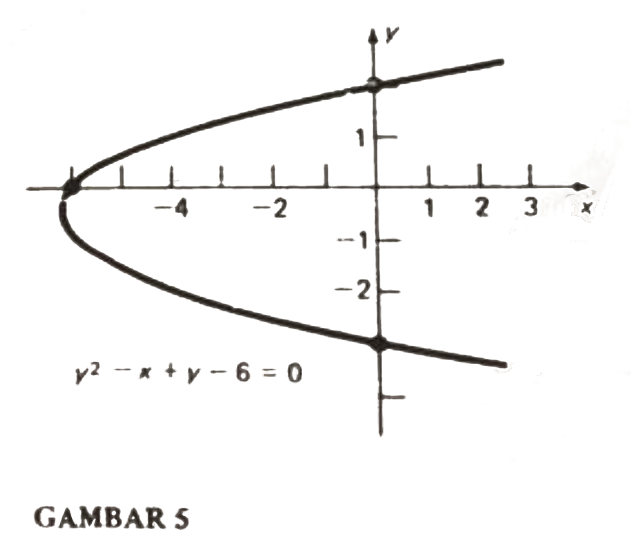 y
1
−4 −2 1 2 3 x
−1
−2
y² − x + y − 6 = 0
GAMBAR 5